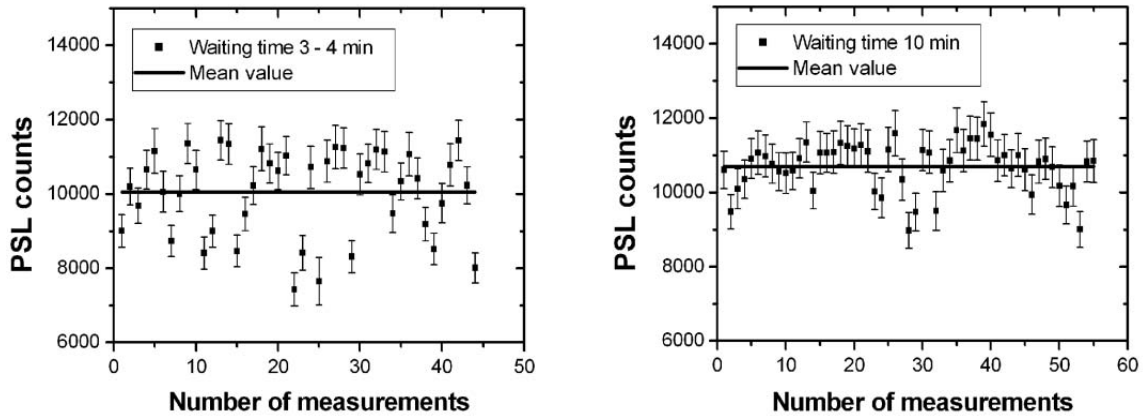 14000
12000
10000
8000
6000
PSL counts
Waiting time 3 - 4 min
Mean value
0 10 20 30 40 50
Number of measurements
14000
12000
10000
8000
6000
PSL counts
Waiting time 10 min
Mean value
0 10 20 30 40 50 60
Number of measurements